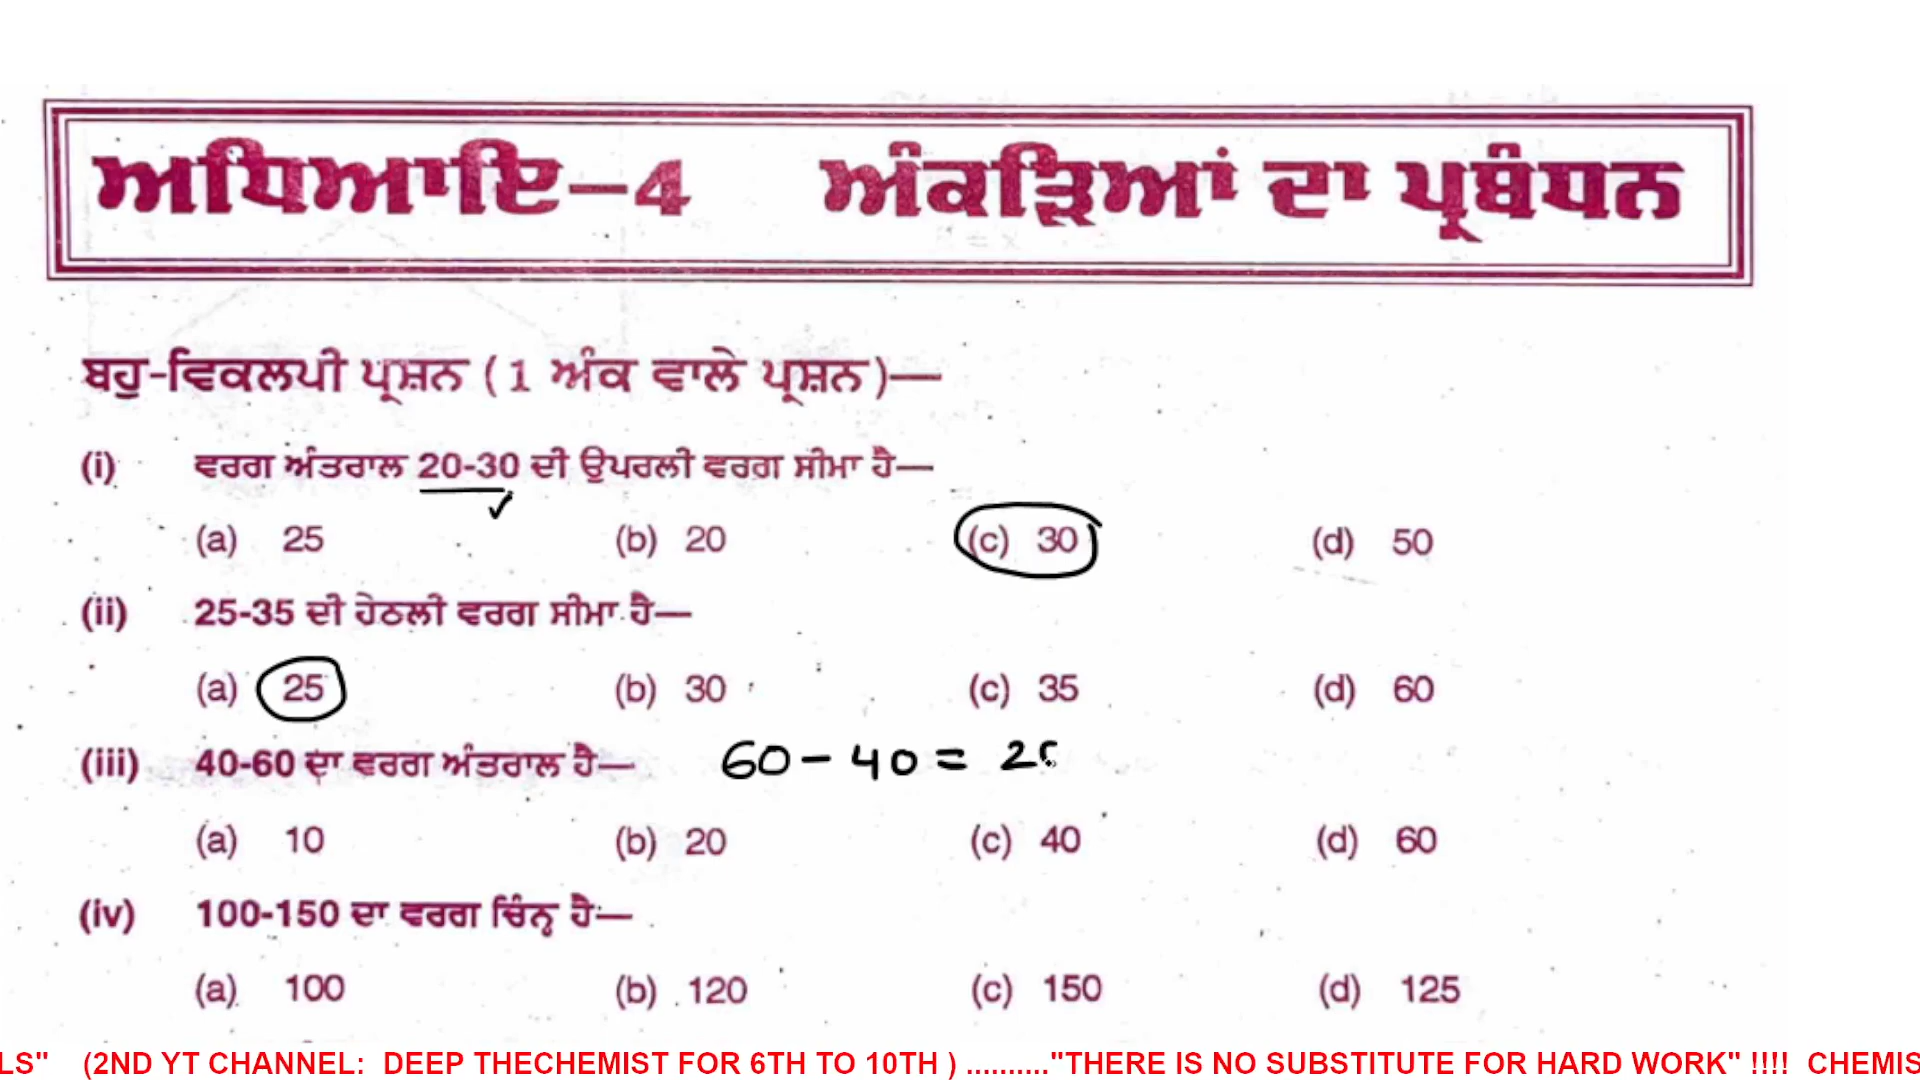 ਅਧਿਆਇ–4 ਅੰਕੜਿਆਂ ਦਾ ਪ੍ਰਬੰਧਨ
ਬਹੁ-ਵਿਕਲਪੀ ਪ੍ਰਸ਼ਨ (1 ਅੰਕ ਵਾਲੇ ਪ੍ਰਸ਼ਨ)—
(i) ਵਰਗ ਅੰਤਰਾਲ 20-30 ਦੀ ਉਪਰਲੀ ਵਰਗ ਸੀਮਾ ਹੈ—
(a) 25 (b) 20 (c) 30 (d) 50
(ii) 25-35 ਦੀ ਹੇਠਲੀ ਵਰਗ ਸੀਮਾ ਹੈ—
(a) 25 (b) 30 (c) 35 (d) 60
(iii) 40-60 ਦਾ ਵਰਗ ਅੰਤਰਾਲ ਹੈ— 60 – 40 = 2
(a) 10 (b) 20 (c) 40 (d) 60
(iv) 100-150 ਦਾ ਵਰਗ ਚਿੰਨ੍ਹ ਹੈ—
(a) 100 (b) 120 (c) 150 (d) 125
LS" (2ND YT CHANNEL: DEEP THECHEMIST FOR 6TH TO 10TH ) .........."THERE IS NO SUBSTITUTE FOR HARD WORK" !!!! CHEMIS